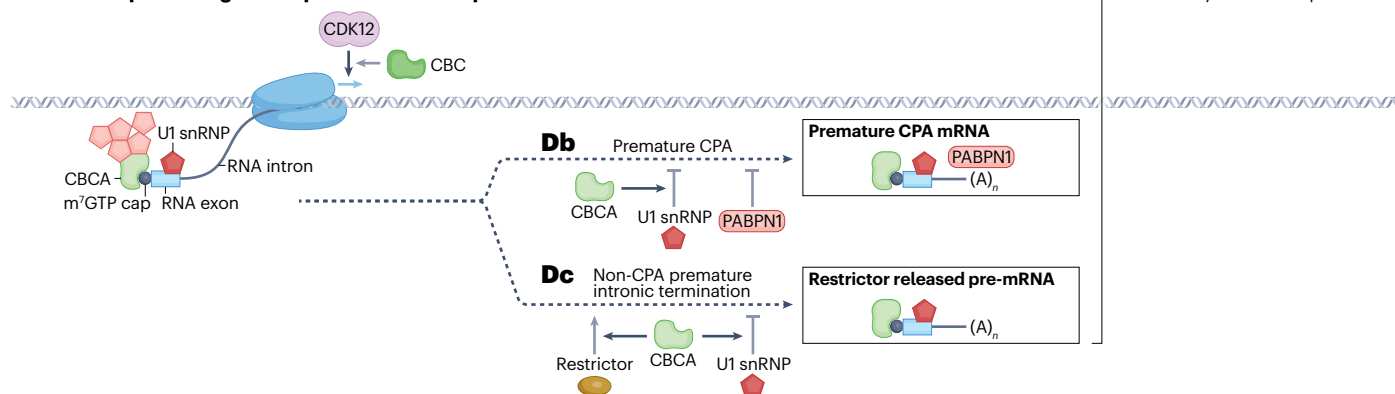 CDK12
CBC
U1 snRNP
RNA intron
CBCA
m⁷GTP cap
RNA exon
Db
Premature CPA
CBCA
U1 snRNP
PABPN1
Premature CPA mRNA
PABPN1
(A)n
Dc
Non-CPA premature
intronic termination
Restrictor
CBCA
U1 snRNP
Restrictor released pre-mRNA
(A)n